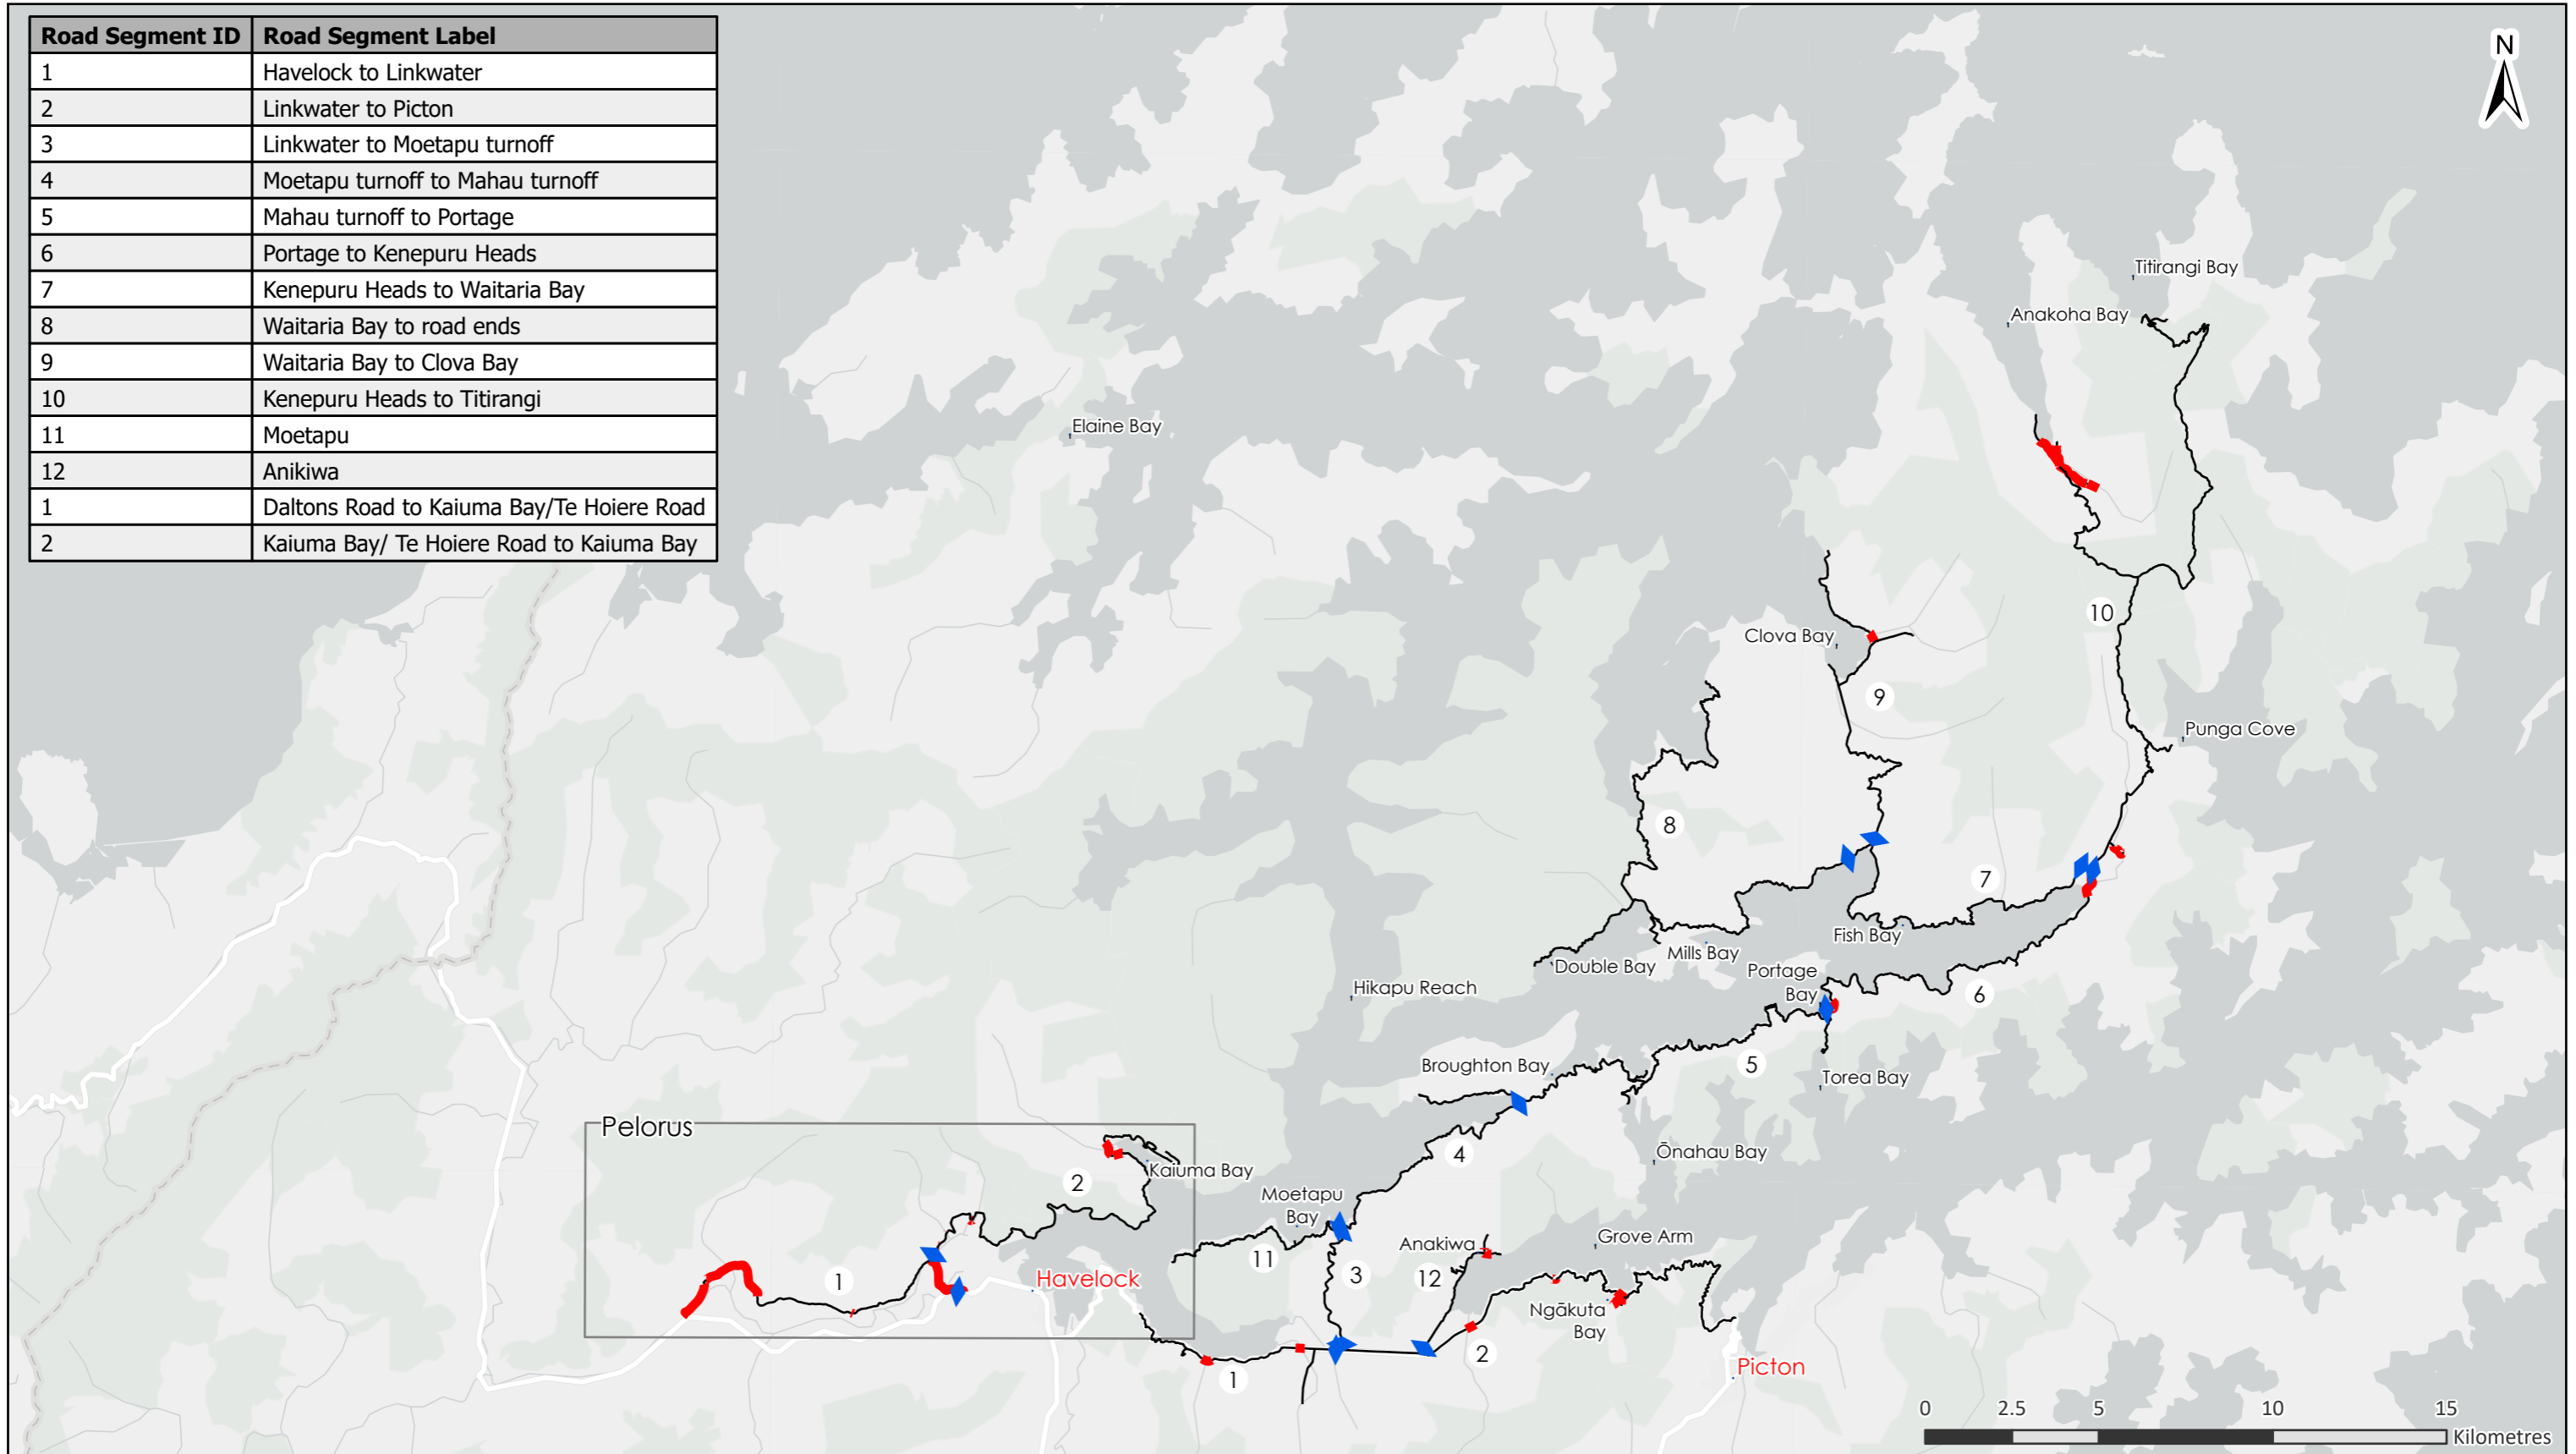 Road Segment ID Road Segment Label
1 Havelock to Linkwater
2 Linkwater to Picton
3 Linkwater to Moetapu turnoff
4 Moetapu turnoff to Mahau turnoff
5 Mahau turnoff to Portage
6 Portage to Kenepuru Heads
7 Kenepuru Heads to Waitaria Bay
8 Waitaria Bay to road ends
9 Waitaria Bay to Clova Bay
10 Kenepuru Heads to Titirangi
11 Moetapu
12 Anikiwa
1 Daltons Road to Kaiuma Bay/Te Hoiere Road
2 Kaiuma Bay/ Te Hoiere Road to Kaiuma Bay
N
Titirangi Bay
Anakoha Bay
Elaine Bay
10
Clova Bay
9
Punga Cove
8
7
Fish Bay
Mills Bay
Double Bay
Portage
Bay
Hikapu Reach
6
5
Broughton Bay
Torea Bay
Pelorus
4
Ōnahau Bay
Kaiuma Bay
2
Moetapu
Bay
Anakiwa
Grove Arm
11
3
12
1
Havelock
Ngākuta
Bay
2
Picton
1
0 2.5 5 10 15
Kilometres